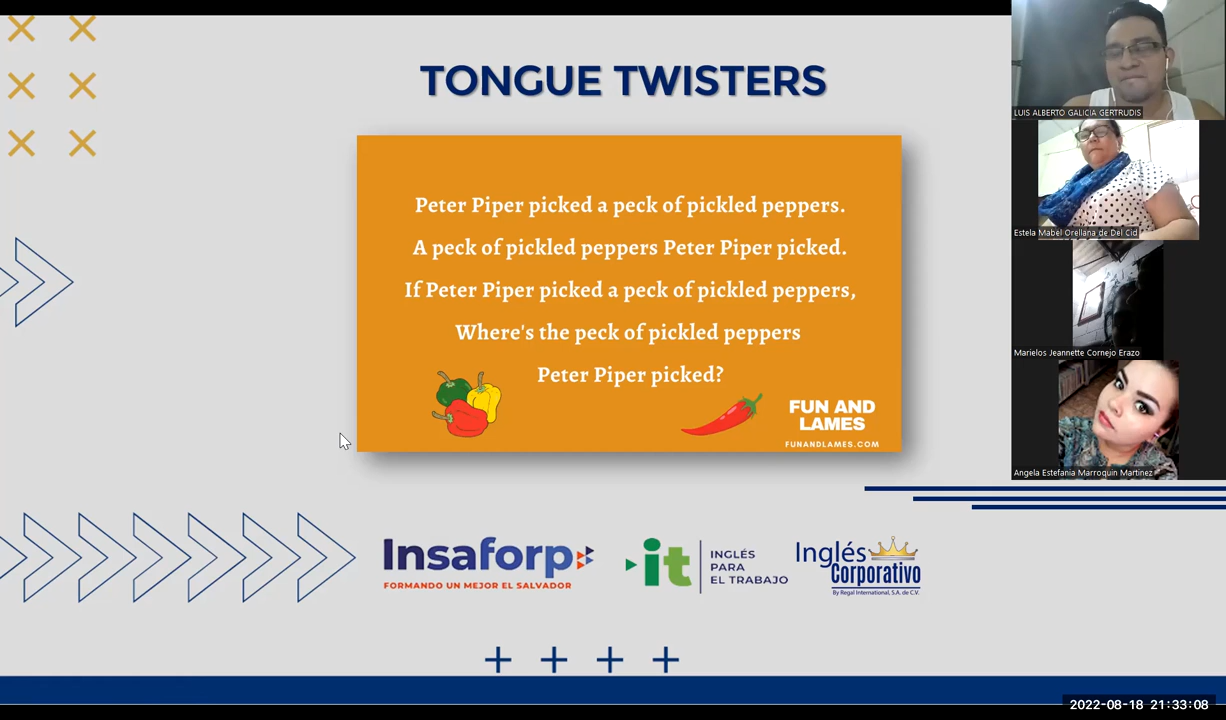 TONGUE TWISTERS
Peter Piper picked a peck of pickled peppers.
A peck of pickled peppers Peter Piper picked.
If Peter Piper picked a peck of pickled peppers,
Where's the peck of pickled peppers
Peter Piper picked?
FUN AND
LAMES
FUNANDLAMES.COM
LUIS ALBERTO GALICIA GERTRUDIS
Estela Mabel Orellana de Del Cid
Marielos Jeannette Cornejo Erazo
Angela Estefania Marroquin Martinez
Insaforp
FORMANDO UN MEJOR EL SALVADOR
it
INGLÉS
PARA
EL TRABAJO
Inglés
Corporativo
By Regal International, S.A. de C.V.
2022-08-18 21:33:08